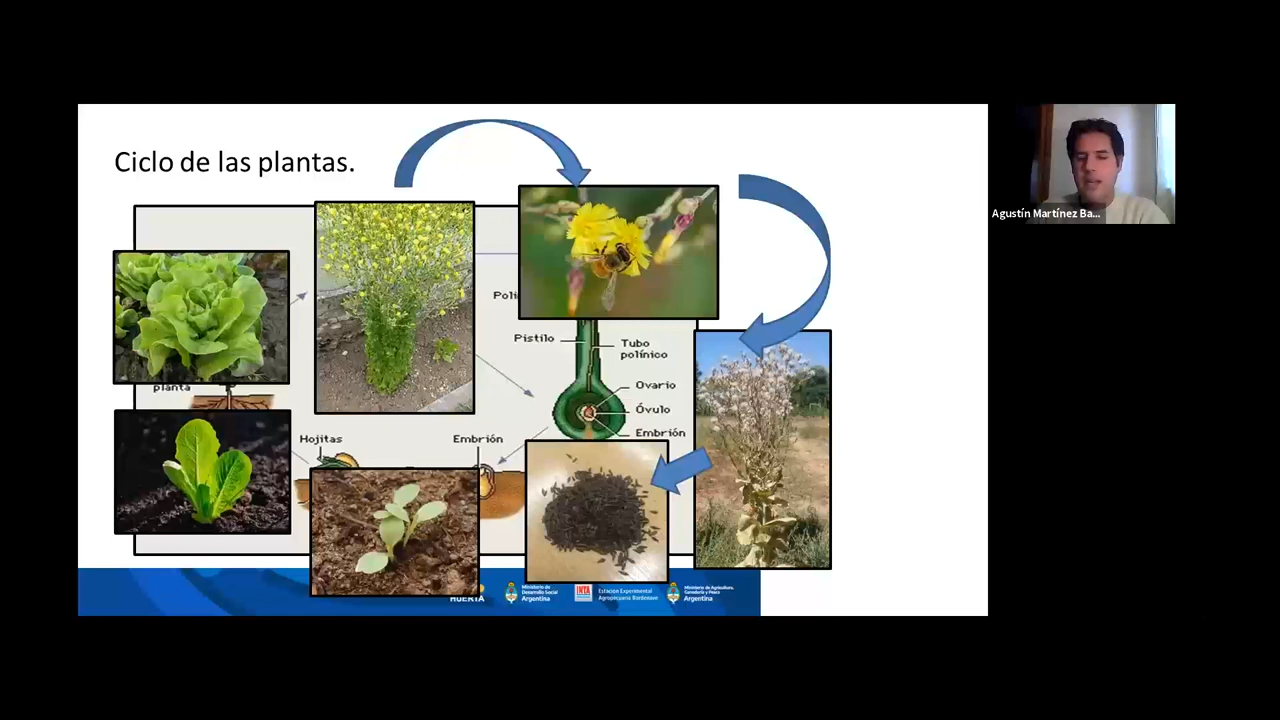 Ciclo de las plantas.
Agustín Martínez Ba...
Pistilo
Tubo
polínico
Ovario
Óvulo
Embrión
planta
Hojitas
Embrión
HUERTA
Ministerio de
Desarrollo Social
Argentina
INTA
Estación Experimental
Agropecuaria Bordenave
Ministerio de Agricultura,
Ganadería y Pesca
Argentina